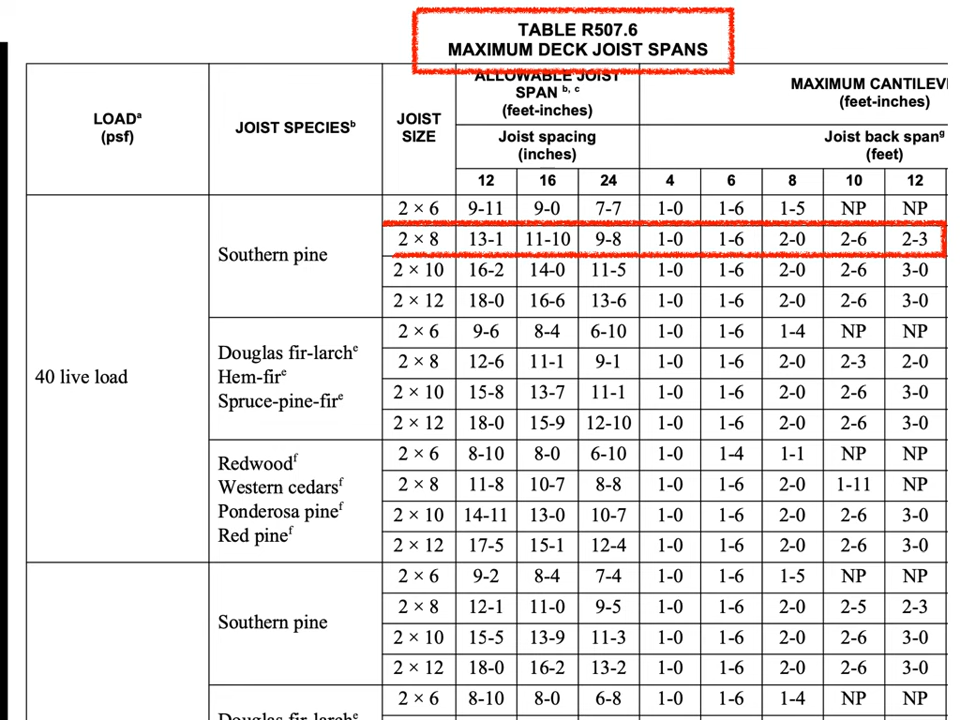 TABLE R507.6
MAXIMUM DECK JOIST SPANS
LOADa
(psf)
JOIST SPECIESb
JOIST
SIZE
ALLOWABLE JOIST
SPAN b, c
(feet-inches)
MAXIMUM CANTILEV
(feet-inches)
Joist spacing
(inches)
Joist back spang
(feet)
12 16 24 4 6 8 10 12
40 live load
Southern pine
2 × 6 9-11 9-0 7-7 1-0 1-6 1-5 NP NP
2 × 8 13-1 11-10 9-8 1-0 1-6 2-0 2-6 2-3
2 × 10 16-2 14-0 11-5 1-0 1-6 2-0 2-6 3-0
2 × 12 18-0 16-6 13-6 1-0 1-6 2-0 2-6 3-0
Douglas fir-larche
Hem-fire
Spruce-pine-fire
2 × 6 9-6 8-4 6-10 1-0 1-6 1-4 NP NP
2 × 8 12-6 11-1 9-1 1-0 1-6 2-0 2-3 2-0
2 × 10 15-8 13-7 11-1 1-0 1-6 2-0 2-6 3-0
2 × 12 18-0 15-9 12-10 1-0 1-6 2-0 2-6 3-0
Redwoodf
Western cedarsf
Ponderosa pinef
Red pinef
2 × 6 8-10 8-0 6-10 1-0 1-4 1-1 NP NP
2 × 8 11-8 10-7 8-8 1-0 1-6 2-0 1-11 NP
2 × 10 14-11 13-0 10-7 1-0 1-6 2-0 2-6 3-0
2 × 12 17-5 15-1 12-4 1-0 1-6 2-0 2-6 3-0
Southern pine
2 × 6 9-2 8-4 7-4 1-0 1-6 1-5 NP NP
2 × 8 12-1 11-0 9-5 1-0 1-6 2-0 2-5 2-3
2 × 10 15-5 13-9 11-3 1-0 1-6 2-0 2-6 3-0
2 × 12 18-0 16-2 13-2 1-0 1-6 2-0 2-6 3-0
Douglas fir-larche
2 × 6 8-10 8-0 6-8 1-0 1-6 1-4 NP NP